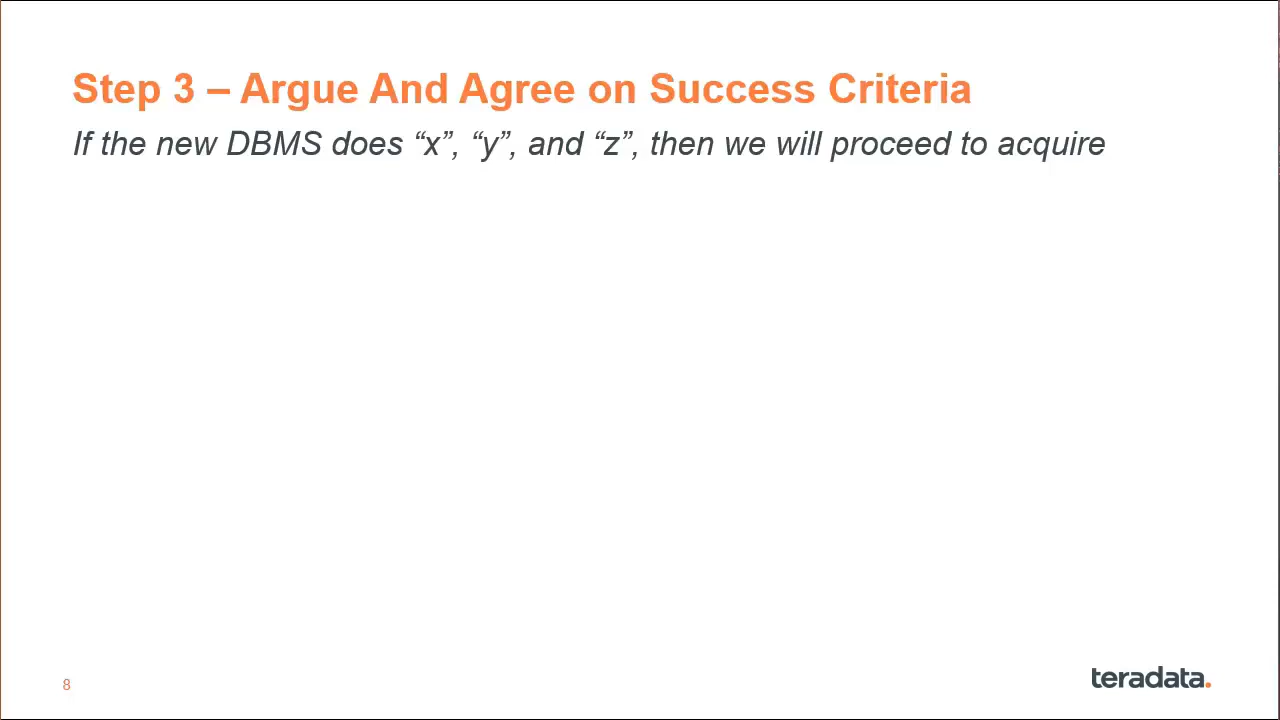 Step 3 – Argue And Agree on Success Criteria
If the new DBMS does “x”, “y”, and “z”, then we will proceed to acquire
8
teradata.